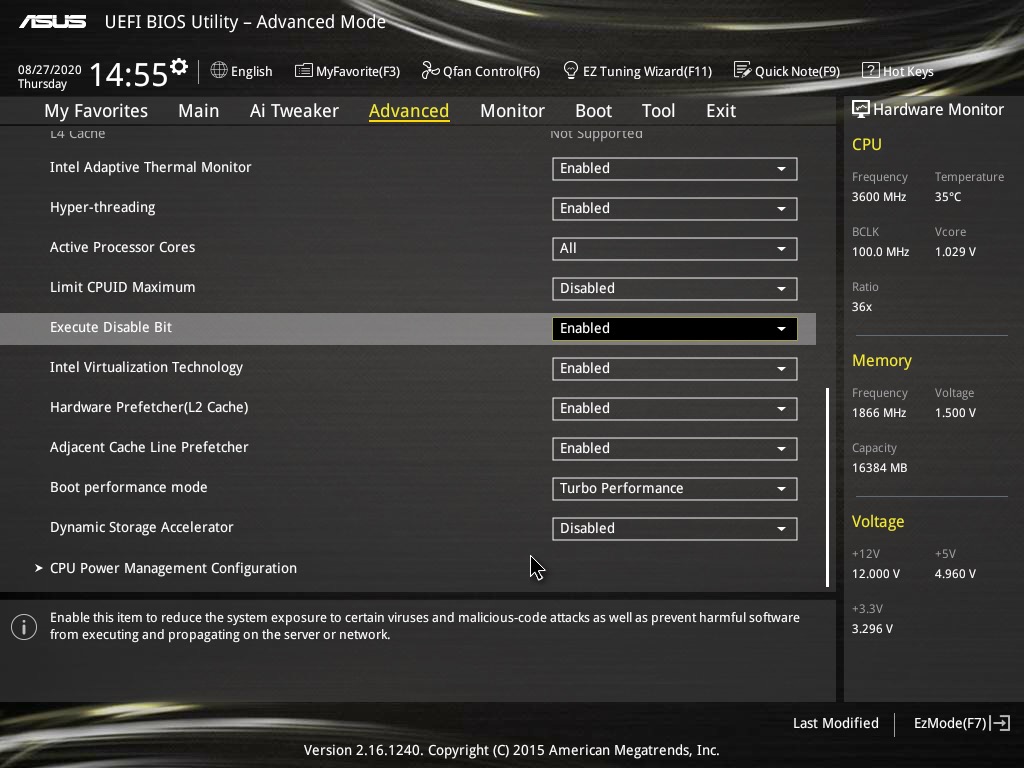 ASUS UEFI BIOS Utility – Advanced Mode
08/27/2020
Thursday
14:55
English
MyFavorite(F3)
Qfan Control(F6)
EZ Tuning Wizard(F11)
Quick Note(F9)
Hot Keys
My Favorites
Main
Ai Tweaker
Advanced
Monitor
Boot
Tool
Exit
L4 Cache Not Supported
Intel Adaptive Thermal Monitor Enabled
Hyper-threading Enabled
Active Processor Cores All
Limit CPUID Maximum Disabled
Execute Disable Bit Enabled
Intel Virtualization Technology Enabled
Hardware Prefetcher(L2 Cache) Enabled
Adjacent Cache Line Prefetcher Enabled
Boot performance mode Turbo Performance
Dynamic Storage Accelerator Disabled
CPU Power Management Configuration
Enable this item to reduce the system exposure to certain viruses and malicious-code attacks as well as prevent harmful software
from executing and propagating on the server or network.
Hardware Monitor
CPU
Frequency Temperature
3600 MHz 35°C
BCLK Vcore
100.0 MHz 1.029 V
Ratio
36x
Memory
Frequency Voltage
1866 MHz 1.500 V
Capacity
16384 MB
Voltage
+12V +5V
12.000 V 4.960 V
+3.3V
3.296 V
Last Modified
EzMode(F7)
Version 2.16.1240. Copyright (C) 2015 American Megatrends, Inc.